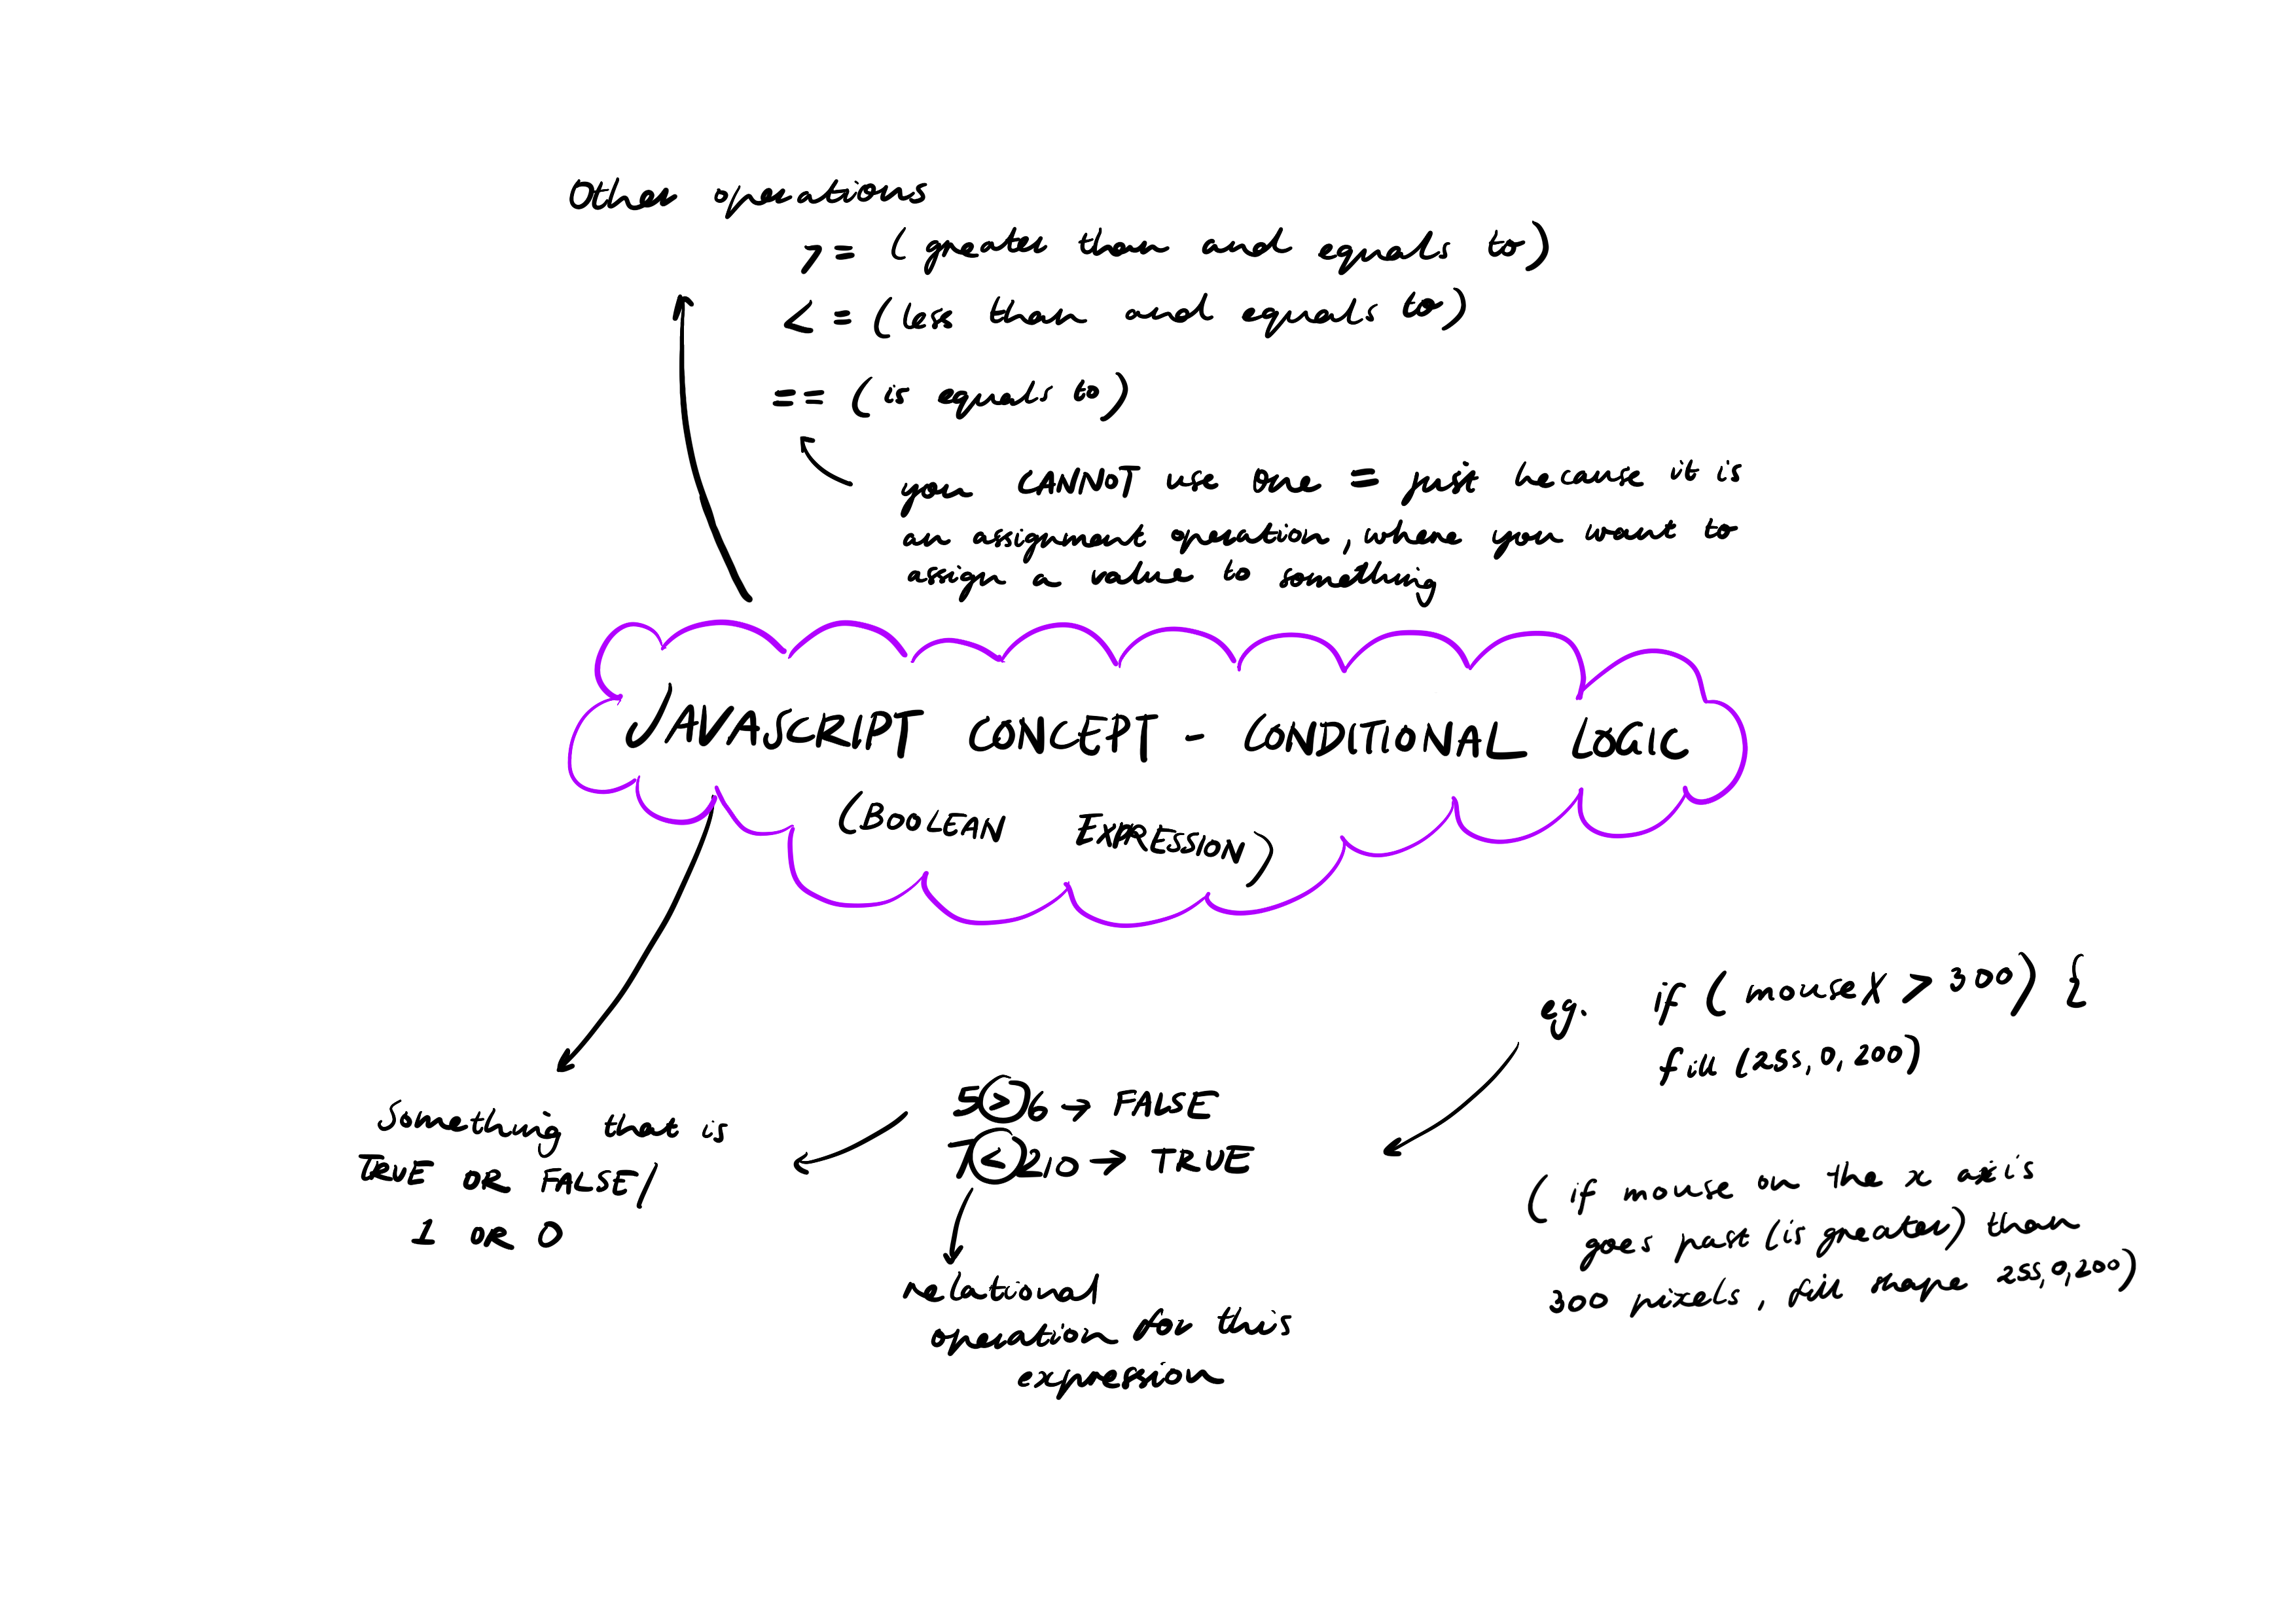 Other operations
>= (greater than and equals to)
<= (less than and equals to)
== (is equals to)
you CANNOT use one = just because it is
an assignment operation, where you want to
assign a value to something
JAVASCRIPT CONCEPT - CONDITIONAL LOGIC
(BOOLEAN EXPRESSION)
Something that is
TRUE OR FALSE/
1 OR 0
5>6 → FALSE
7<210 → TRUE
relational
operation for this
expression
eg. if (mouseX > 300) {
fill (255, 0, 200)
(if mouse on the x axis
goes past (is greater) than
300 pixels, fill shape 255,0,200)